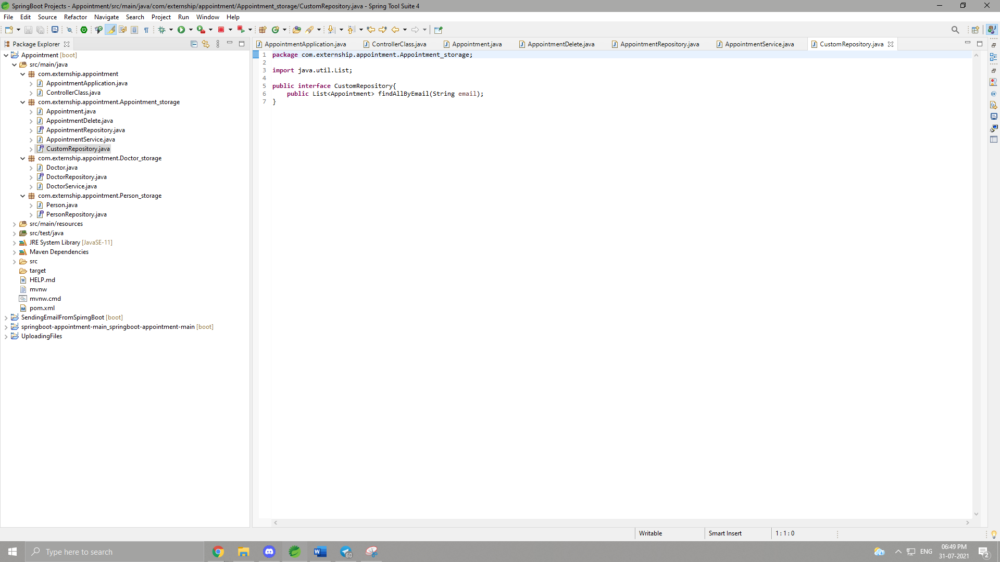 SpringBoot Projects - Appointment/src/main/java/com/externship/appointment/Appointment_storage/CustomRepository.java - Spring Tool Suite 4
File Edit Source Refactor Navigate Search Project Run Window Help
Package Explorer
AppointmentApplication.java ControllerClass.java Appointment.java AppointmentDelete.java AppointmentRepository.java AppointmentService.java CustomRepository.java
Appointment [boot]
src/main/java
com.externship.appointment
AppointmentApplication.java
ControllerClass.java
com.externship.appointment.Appointment_storage
Appointment.java
AppointmentDelete.java
AppointmentRepository.java
AppointmentService.java
CustomRepository.java
com.externship.appointment.Doctor_storage
Doctor.java
DoctorRepository.java
DoctorService.java
com.externship.appointment.Person_storage
Person.java
PersonRepository.java
src/main/resources
src/test/java
JRE System Library [JavaSE-11]
Maven Dependencies
src
target
HELP.md
mvnw
mvnw.cmd
pom.xml
SendingEmailFromSpirngBoot [boot]
springboot-appointment-main_springboot-appointment-main [boot]
UploadingFiles
1 package com.externship.appointment.Appointment_storage;
2
3 import java.util.List;
4
5 public interface CustomRepository{
6 public List<Appointment> findAllByEmail(String email);
7 }
Writable Smart Insert 1 : 1 : 0
Type here to search
60
ENG
06:49 PM
31-07-2021
2